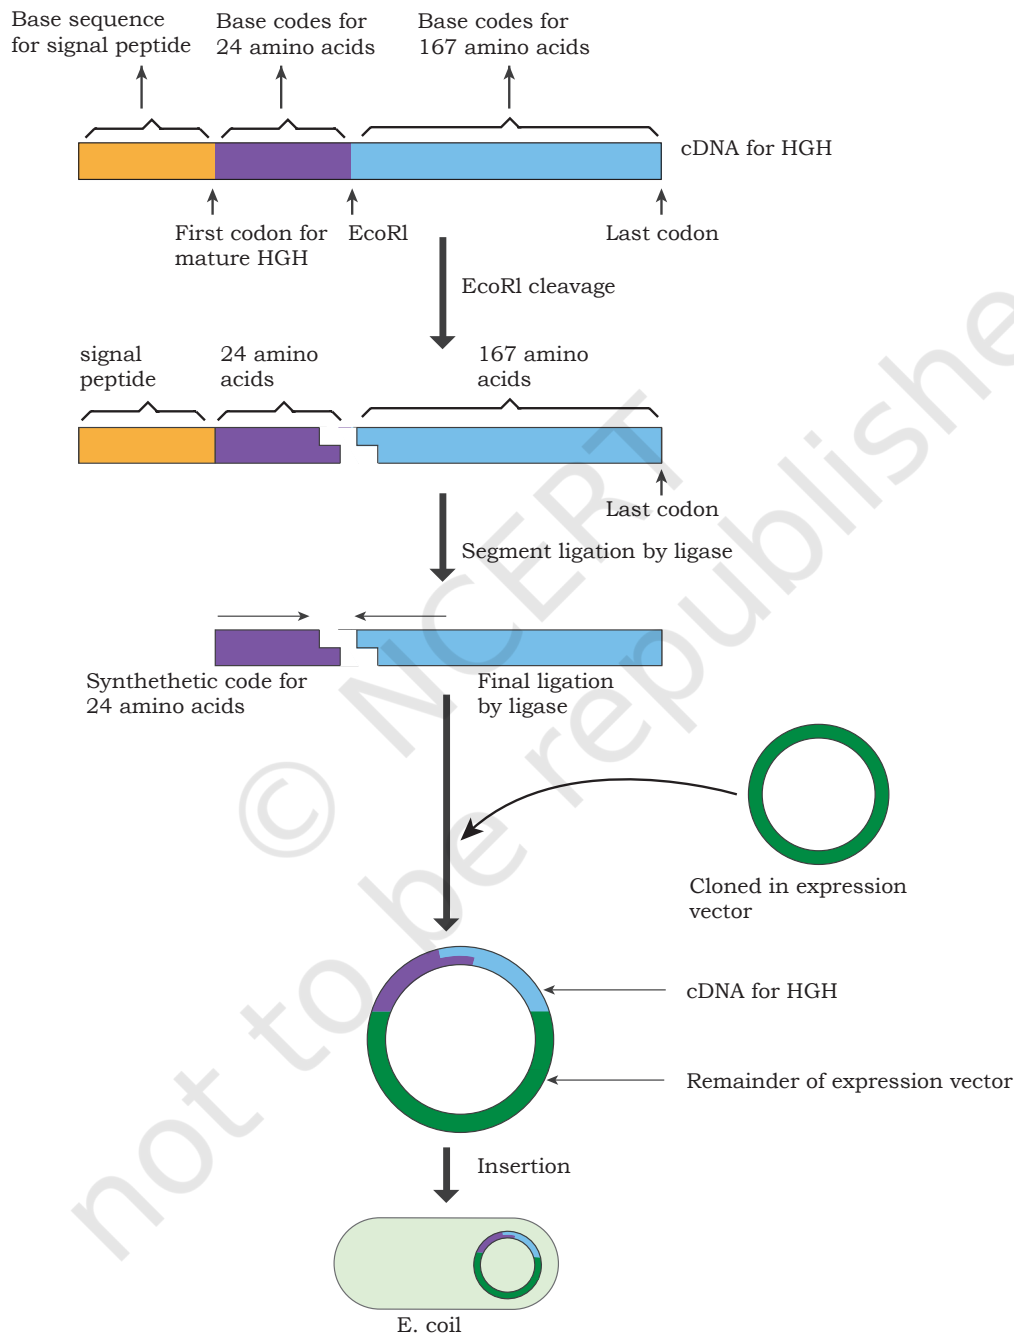 Base sequence
for signal peptide
Base codes for
24 amino acids
Base codes for
167 amino acids
cDNA for HGH
First codon for
mature HGH
EcoRl
Last codon
EcoRl cleavage
signal
peptide
24 amino
acids
167 amino
acids
Last codon
Segment ligation by ligase
Synthethetic code for
24 amino acids
Final ligation
by ligase
Cloned in expression
vector
cDNA for HGH
Remainder of expression vector
Insertion
E. coil
© NCERT
not to be republishe